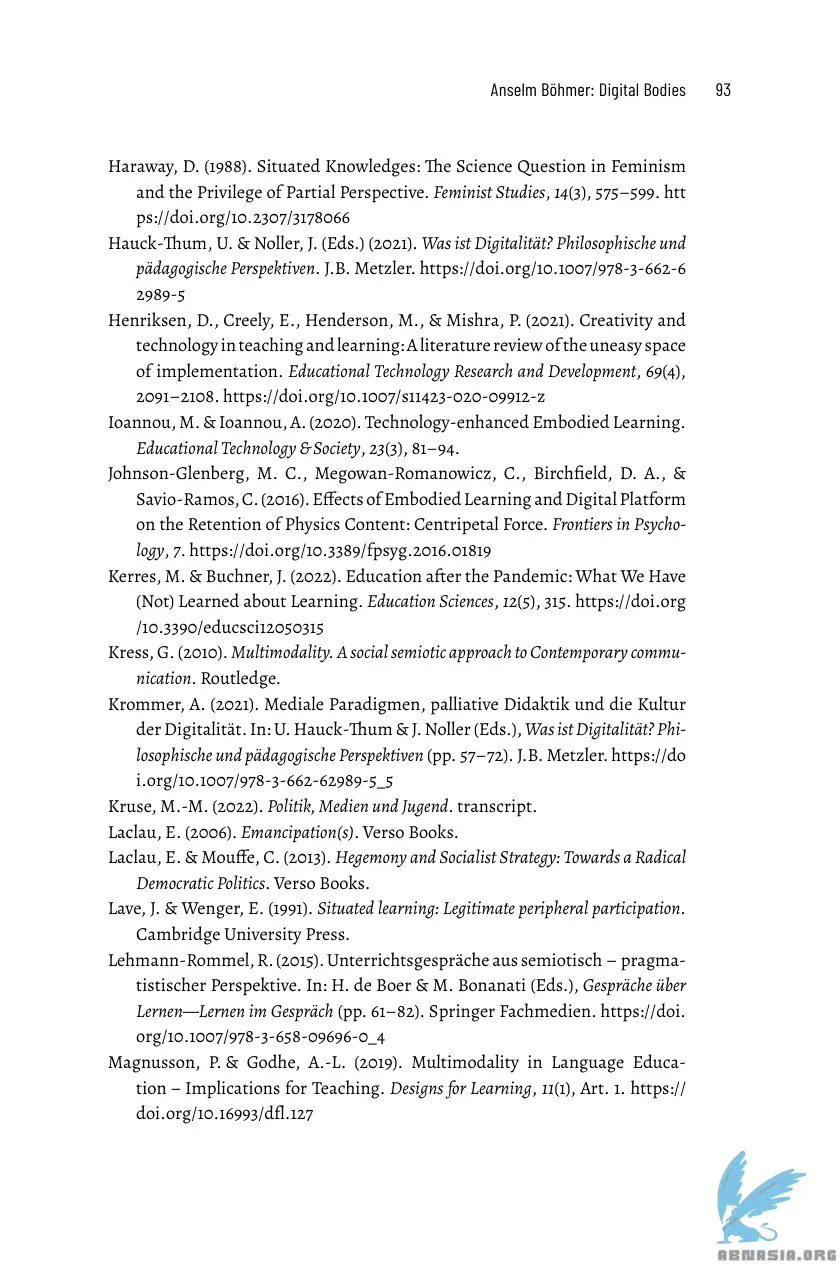 Anselm Böhmer: Digital Bodies 93
Haraway, D. (1988). Situated Knowledges: The Science Question in Feminism
and the Privilege of Partial Perspective. Feminist Studies, 14(3), 575–599. htt
ps://doi.org/10.2307/3178066
Hauck-Thum, U. & Noller, J. (Eds.) (2021). Was ist Digitalität? Philosophische und
pädagogische Perspektiven. J.B. Metzler. https://doi.org/10.1007/978-3-662-6
2989-5
Henriksen, D., Creely, E., Henderson, M., & Mishra, P. (2021). Creativity and
technology in teaching and learning: A literature review of the uneasy space
of implementation. Educational Technology Research and Development, 69(4),
2091–2108. https://doi.org/10.1007/s11423-020-09912-z
Ioannou, M. & Ioannou, A. (2020). Technology-enhanced Embodied Learning.
Educational Technology & Society, 23(3), 81–94.
Johnson-Glenberg, M. C., Megowan-Romanowicz, C., Birchfield, D. A., &
Savio-Ramos, C. (2016). Effects of Embodied Learning and Digital Platform
on the Retention of Physics Content: Centripetal Force. Frontiers in Psycho-
logy, 7. https://doi.org/10.3389/fpsyg.2016.01819
Kerres, M. & Buchner, J. (2022). Education after the Pandemic: What We Have
(Not) Learned about Learning. Education Sciences, 12(5), 315. https://doi.org
/10.3390/educsci12050315
Kress, G. (2010). Multimodality. A social semiotic approach to Contemporary commu-
nication. Routledge.
Krommer, A. (2021). Mediale Paradigmen, palliative Didaktik und die Kultur
der Digitalität. In: U. Hauck-Thum & J. Noller (Eds.), Was ist Digitalität? Phi-
losophische und pädagogische Perspektiven (pp. 57–72). J.B. Metzler. https://do
i.org/10.1007/978-3-662-62989-5_5
Kruse, M.-M. (2022). Politik, Medien und Jugend. transcript.
Laclau, E. (2006). Emancipation(s). Verso Books.
Laclau, E. & Mouffe, C. (2013). Hegemony and Socialist Strategy: Towards a Radical
Democratic Politics. Verso Books.
Lave, J. & Wenger, E. (1991). Situated learning: Legitimate peripheral participation.
Cambridge University Press.
Lehmann-Rommel, R. (2015). Unterrichtsgespräche aus semiotisch – pragma-
tistischer Perspektive. In: H. de Boer & M. Bonanati (Eds.), Gespräche über
Lernen—Lernen im Gespräch (pp. 61–82). Springer Fachmedien. https://doi.
org/10.1007/978-3-658-09696-0_4
Magnusson, P. & Godhe, A.-L. (2019). Multimodality in Language Educa-
tion – Implications for Teaching. Designs for Learning, 11(1), Art. 1. https://
doi.org/10.16993/dfl.127
ABNASIA.ORG